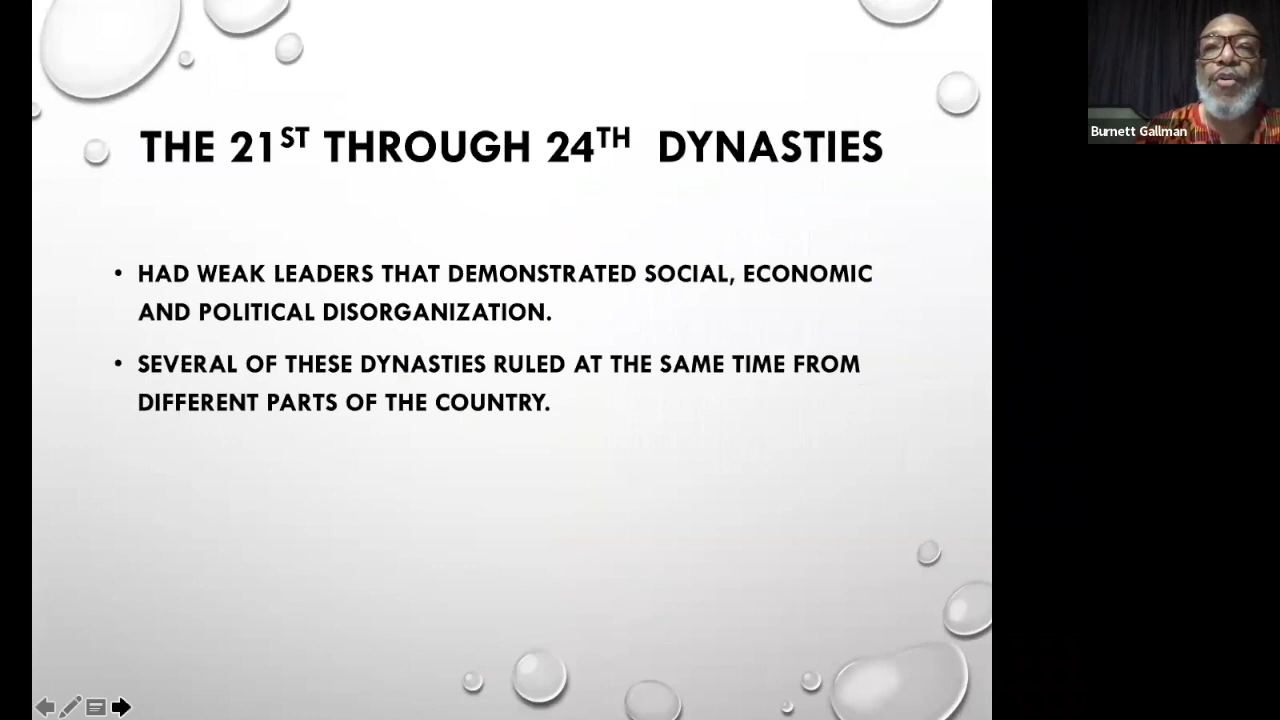 THE 21ST THROUGH 24TH DYNASTIES
• HAD WEAK LEADERS THAT DEMONSTRATED SOCIAL, ECONOMIC
AND POLITICAL DISORGANIZATION.
• SEVERAL OF THESE DYNASTIES RULED AT THE SAME TIME FROM
DIFFERENT PARTS OF THE COUNTRY.
Burnett Gallman